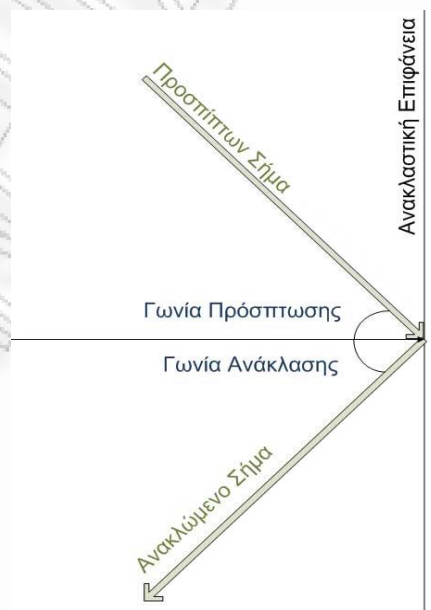 Προσπίπτων Σήμα
Ανακλαστική Επιφάνεια
Γωνία Πρόσπτωσης
Γωνία Ανάκλασης
Ανακλώμενο Σήμα